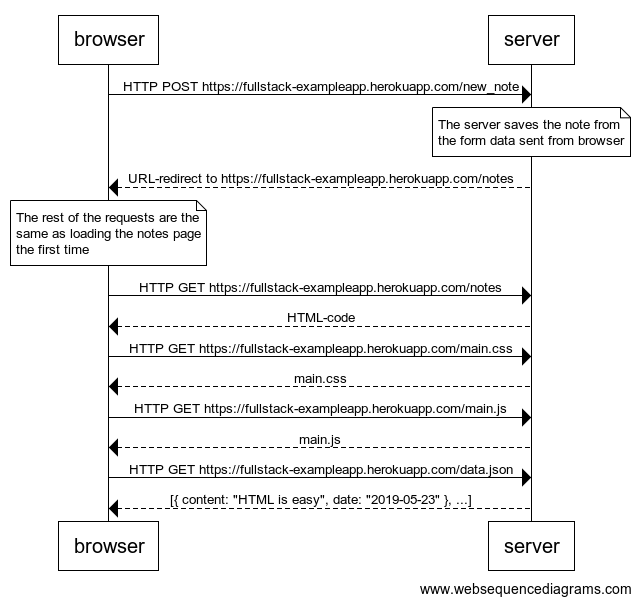 browser
server
HTTP POST https://fullstack-exampleapp.herokuapp.com/new_note
The server saves the note from
the form data sent from browser
URL-redirect to https://fullstack-exampleapp.herokuapp.com/notes
The rest of the requests are the
same as loading the notes page
the first time
HTTP GET https://fullstack-exampleapp.herokuapp.com/notes
HTML-code
HTTP GET https://fullstack-exampleapp.herokuapp.com/main.css
main.css
HTTP GET https://fullstack-exampleapp.herokuapp.com/main.js
main.js
HTTP GET https://fullstack-exampleapp.herokuapp.com/data.json
[{ content: "HTML is easy", date: "2019-05-23" }, ...]
browser
server
www.websequencediagrams.com